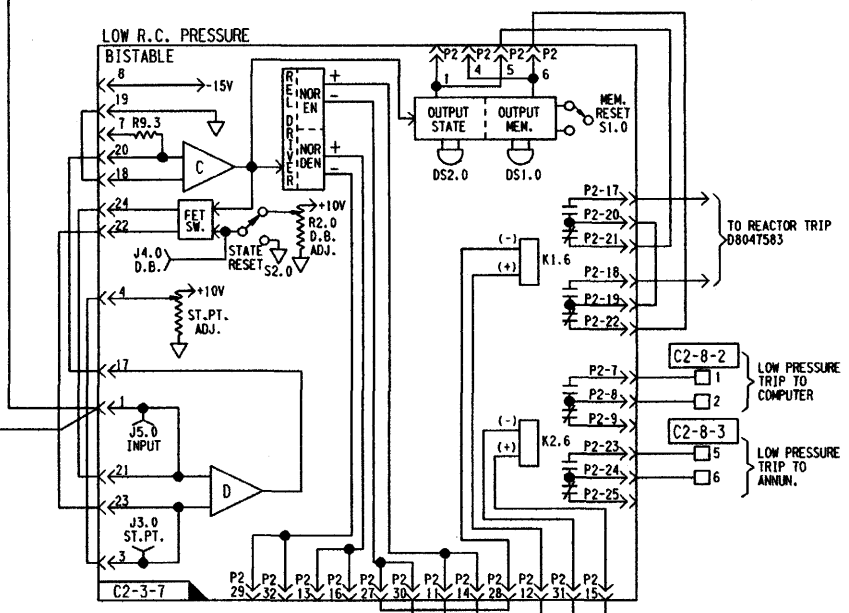 LOW R.C. PRESSURE
BISTABLE
8
-15V
19
7 R9.3
20
18
24
22
C
FET
SW.
J4.0
D.B.
STATE
RESET
S2.0
+10V
R2.0
D.B.
ADJ.
4
+10V
ST.PT.
ADJ.
17
1
J5.0
INPUT
21
23
D
J3.0
ST.PT.
3
C2-3-7
REL DRIVER
NOR
EN
NOR
DEN
+
-
+
-
P2 P2 P2 P2
1 4 5 6
OUTPUT
STATE
OUTPUT
MEM.
MEM.
RESET
S1.0
DS2.0 DS1.0
P2-17
P2-20
P2-21
P2-18
P2-19
P2-22
TO REACTOR TRIP
D8047583
(-)
(+)
K1.6
P2-7
P2-8
P2-9
C2-8-2
1
2
LOW PRESSURE
TRIP TO
COMPUTER
(-)
(+)
K2.6
P2-23
P2-24
P2-25
C2-8-3
5
6
LOW PRESSURE
TRIP TO
ANNUN.
P2 P2 P2 P2 P2 P2 P2 P2 P2 P2 P2 P2
29 32 13 16 27 30 11 14 28 12 31 15